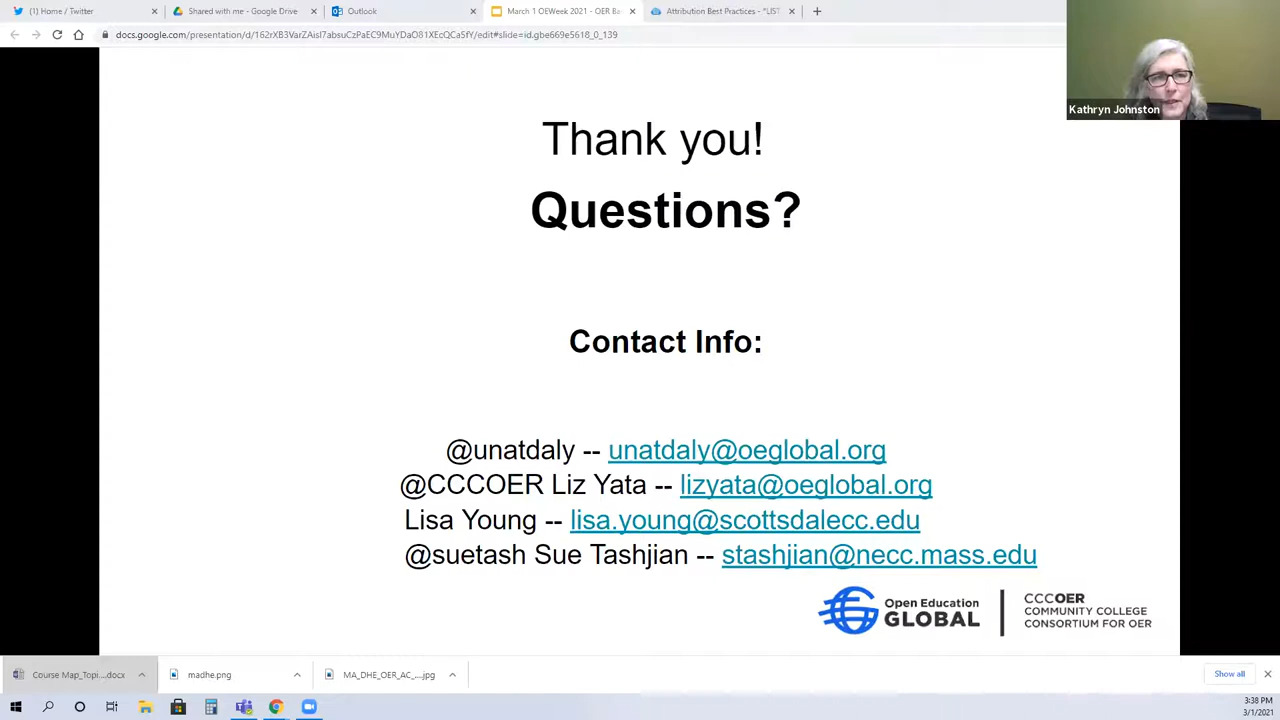 (1) Home / Twitter
Shared with me - Google Drive
Outlook
March 1 OEWeek 2021 - OER Ba
Attribution Best Practices - "LIST
docs.google.com/presentation/d/162rXB3VarZAisI7absuCzPaEC9MuYDaO81XEcQCa5fY/edit#slide=id.gbe669e5618_0_139
Kathryn Johnston
Thank you!
Questions?
Contact Info:
@unatdaly -- unatdaly@oeglobal.org
@CCCOER Liz Yata -- lizyata@oeglobal.org
Lisa Young -- lisa.young@scottsdalecc.edu
@suetash Sue Tashjian -- stashjian@necc.mass.edu
Open Education
GLOBAL
CCCOER
COMMUNITY COLLEGE
CONSORTIUM FOR OER
Course Map_Topi....docx
madhe.png
MA_DHE_OER_AC_....jpg
Show all
3:38 PM
3/1/2021